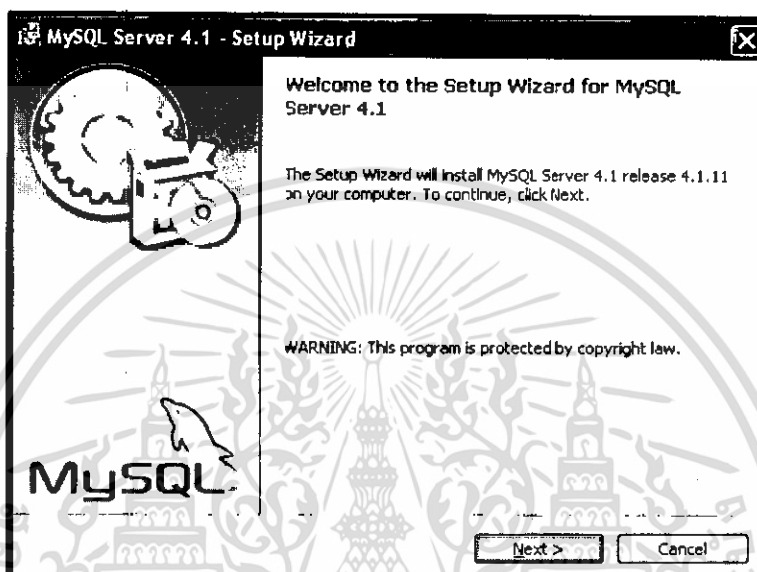 MySQL Server 4.1 - Setup Wizard
Welcome to the Setup Wizard for MySQL
Server 4.1
The Setup Wizard will install MySQL Server 4.1 release 4.1.11
on your computer. To continue, click Next.
WARNING: This program is protected by copyright law.
MySQL
Next >
Cancel